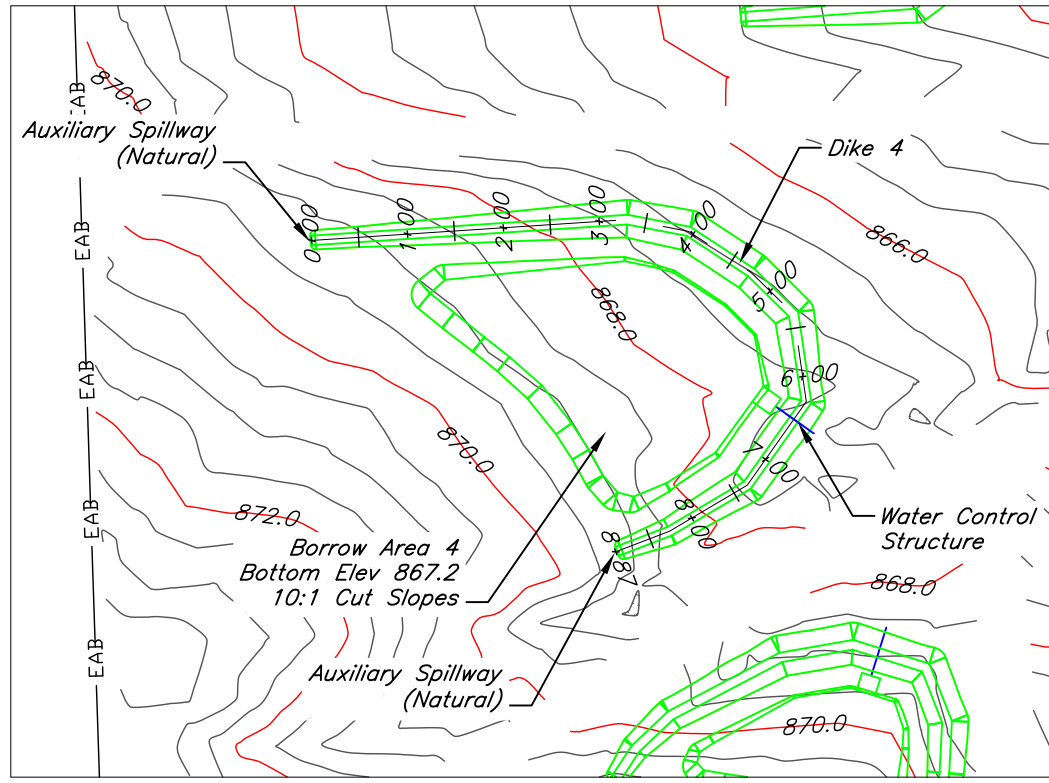 870.0
EAB
Auxiliary Spillway
(Natural)
Dike 4
0+00
1+00
2+00
3+00
4+00
5+00
6+00
7+00
8+00
8+87
EAB
866.0
868.0
EAB
870.0
872.0
EAB
Borrow Area 4
Bottom Elev 867.2
10:1 Cut Slopes
Water Control
Structure
868.0
EAB
Auxiliary Spillway
(Natural)
870.0